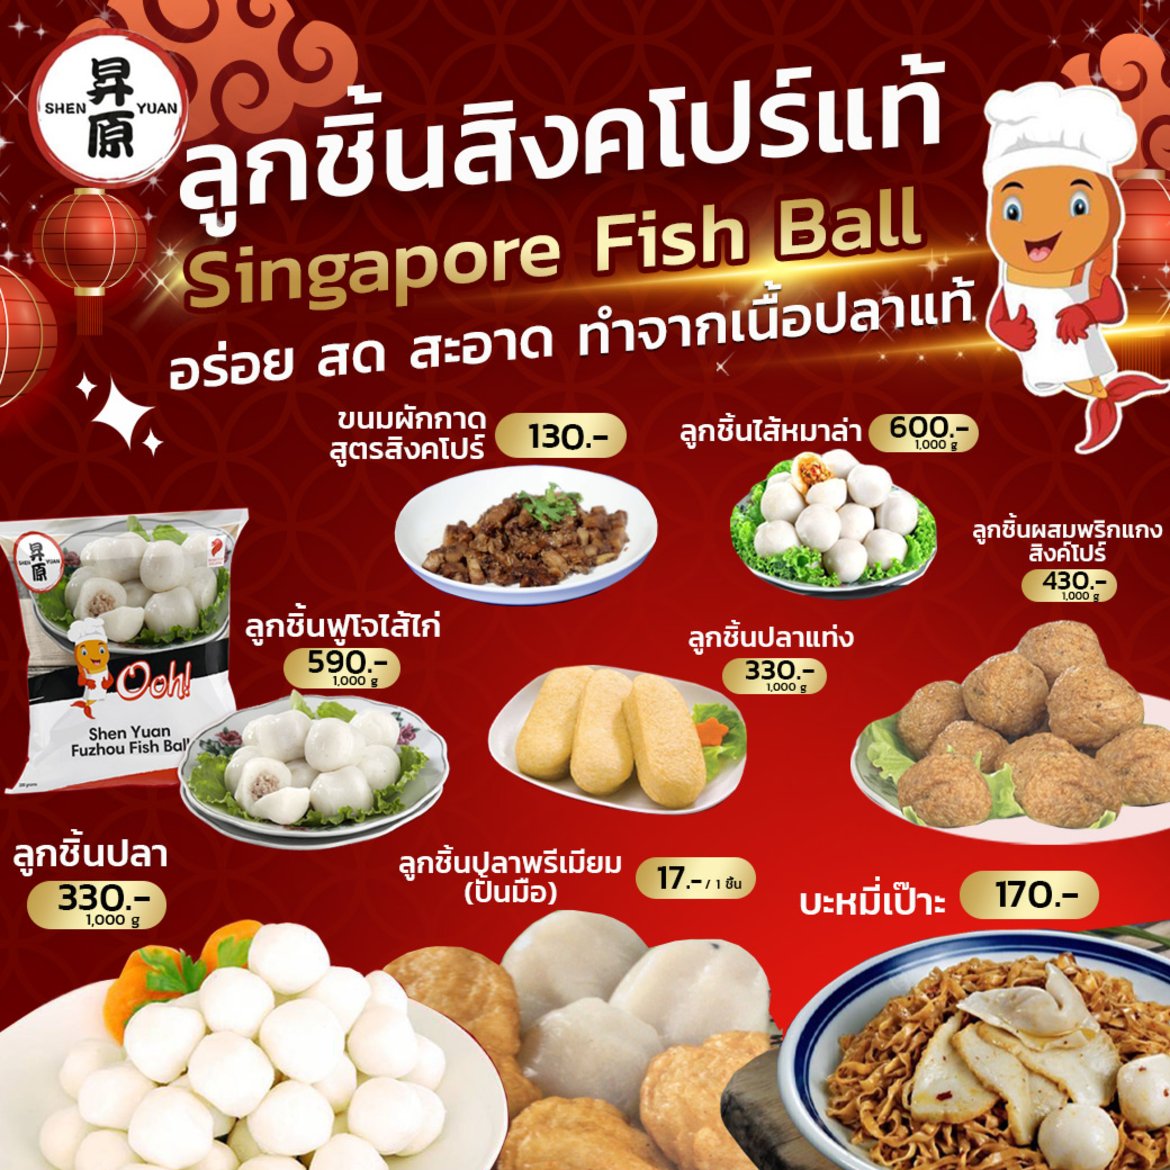 SHEN 昇原 YUAN
ลูกชิ้นสิงคโปร์แท้
Singapore Fish Ball
อร่อย สด สะอาด ทำจากเนื้อปลาแท้
ขนมผักกาด
สูตรสิงคโปร์
130.-
ลูกชิ้นไส้หมาล่า
600.-
1,000 g
ลูกชิ้นผสมพริกแกง
สิงค์โปร์
430.-
1,000 g
SHEN 昇原 YUAN
Ooh!
Shen Yuan
Fuzhou Fish Ball
ลูกชิ้นฟูโจไส้ไก่
590.-
1,000 g
ลูกชิ้นปลาแท่ง
330.-
1,000 g
ลูกชิ้นปลา
330.-
1,000 g
ลูกชิ้นปลาพรีเมียม
(ปั้นมือ)
17.-/ 1 ชิ้น
บะหมี่เป๊าะ
170.-